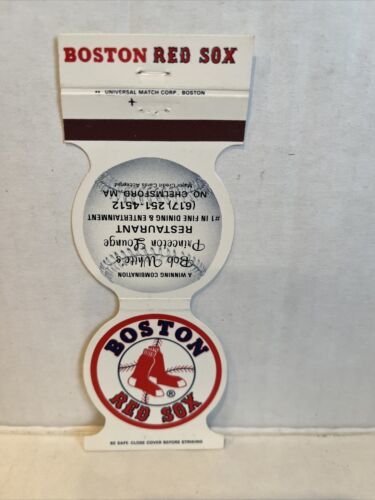 BOSTON RED SOX
UNIVERSAL MATCH CORP., BOSTON
A WINNING COMBINATION
Bob White's
Princeton Lounge
RESTAURANT
#1 IN FINE DINING & ENTERTAINMENT
(617) 251-4512
NO. CHELMSFORD, MA
Major Credit Cards Accepted
BOSTON
RED SOX
®
BE SAFE-CLOSE COVER BEFORE STRIKING